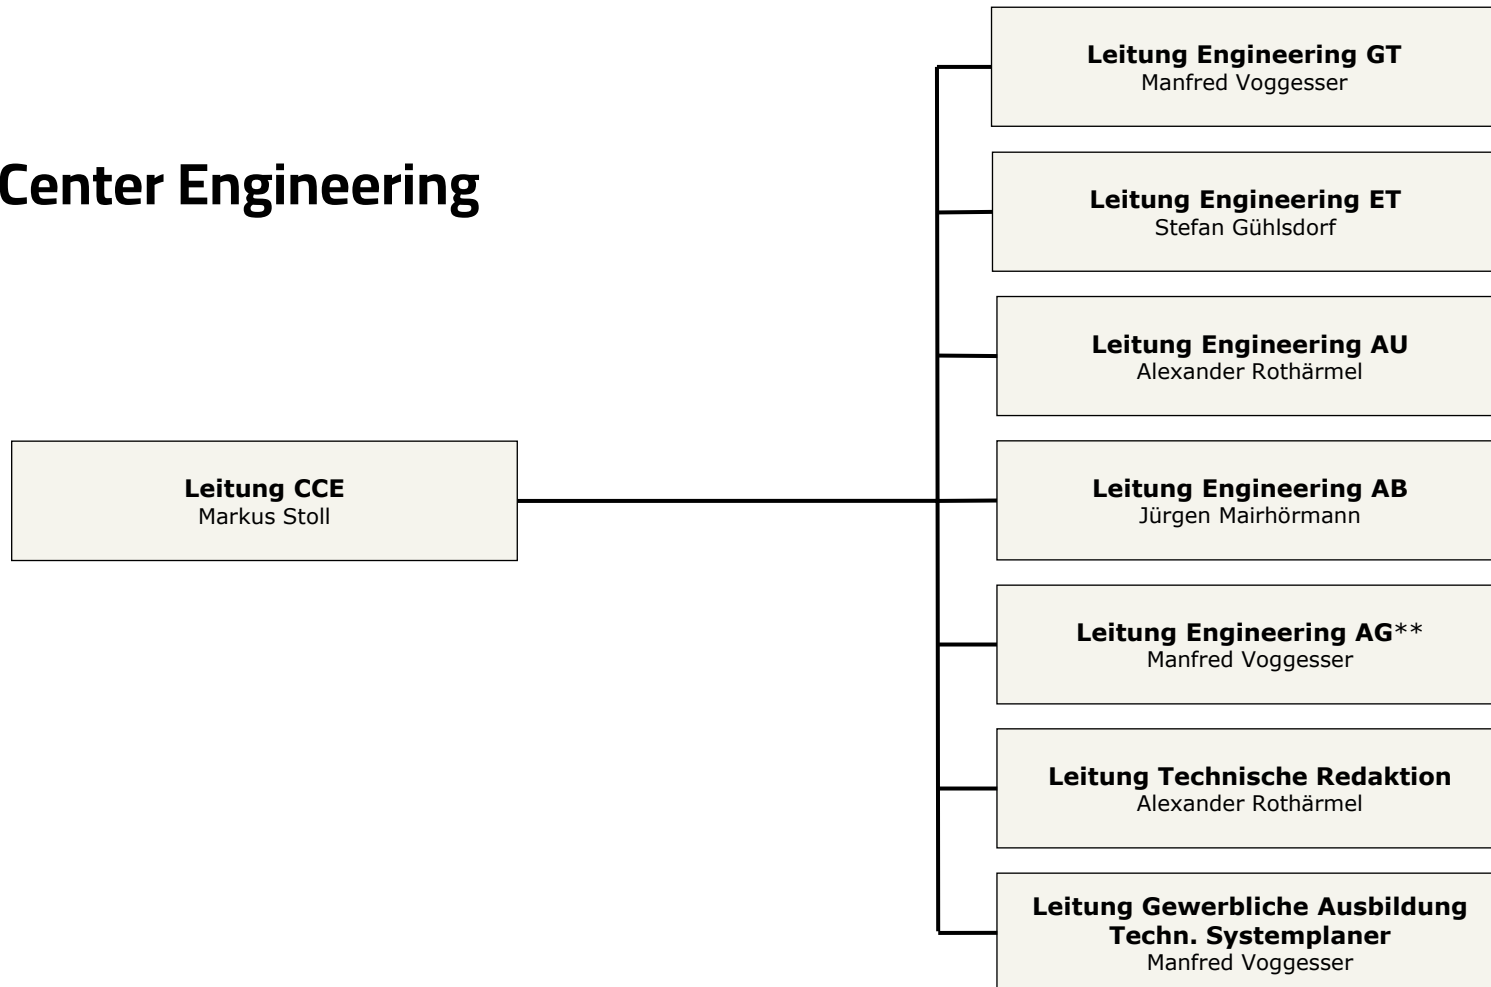 Center Engineering
Leitung CCE
Markus Stoll
Leitung Engineering GT
Manfred Voggesser
Leitung Engineering ET
Stefan Gühlsdorf
Leitung Engineering AU
Alexander Rothärmel
Leitung Engineering AB
Jürgen Mairhörmann
Leitung Engineering AG**
Manfred Voggesser
Leitung Technische Redaktion
Alexander Rothärmel
Leitung Gewerbliche Ausbildung
Techn. Systemplaner
Manfred Voggesser